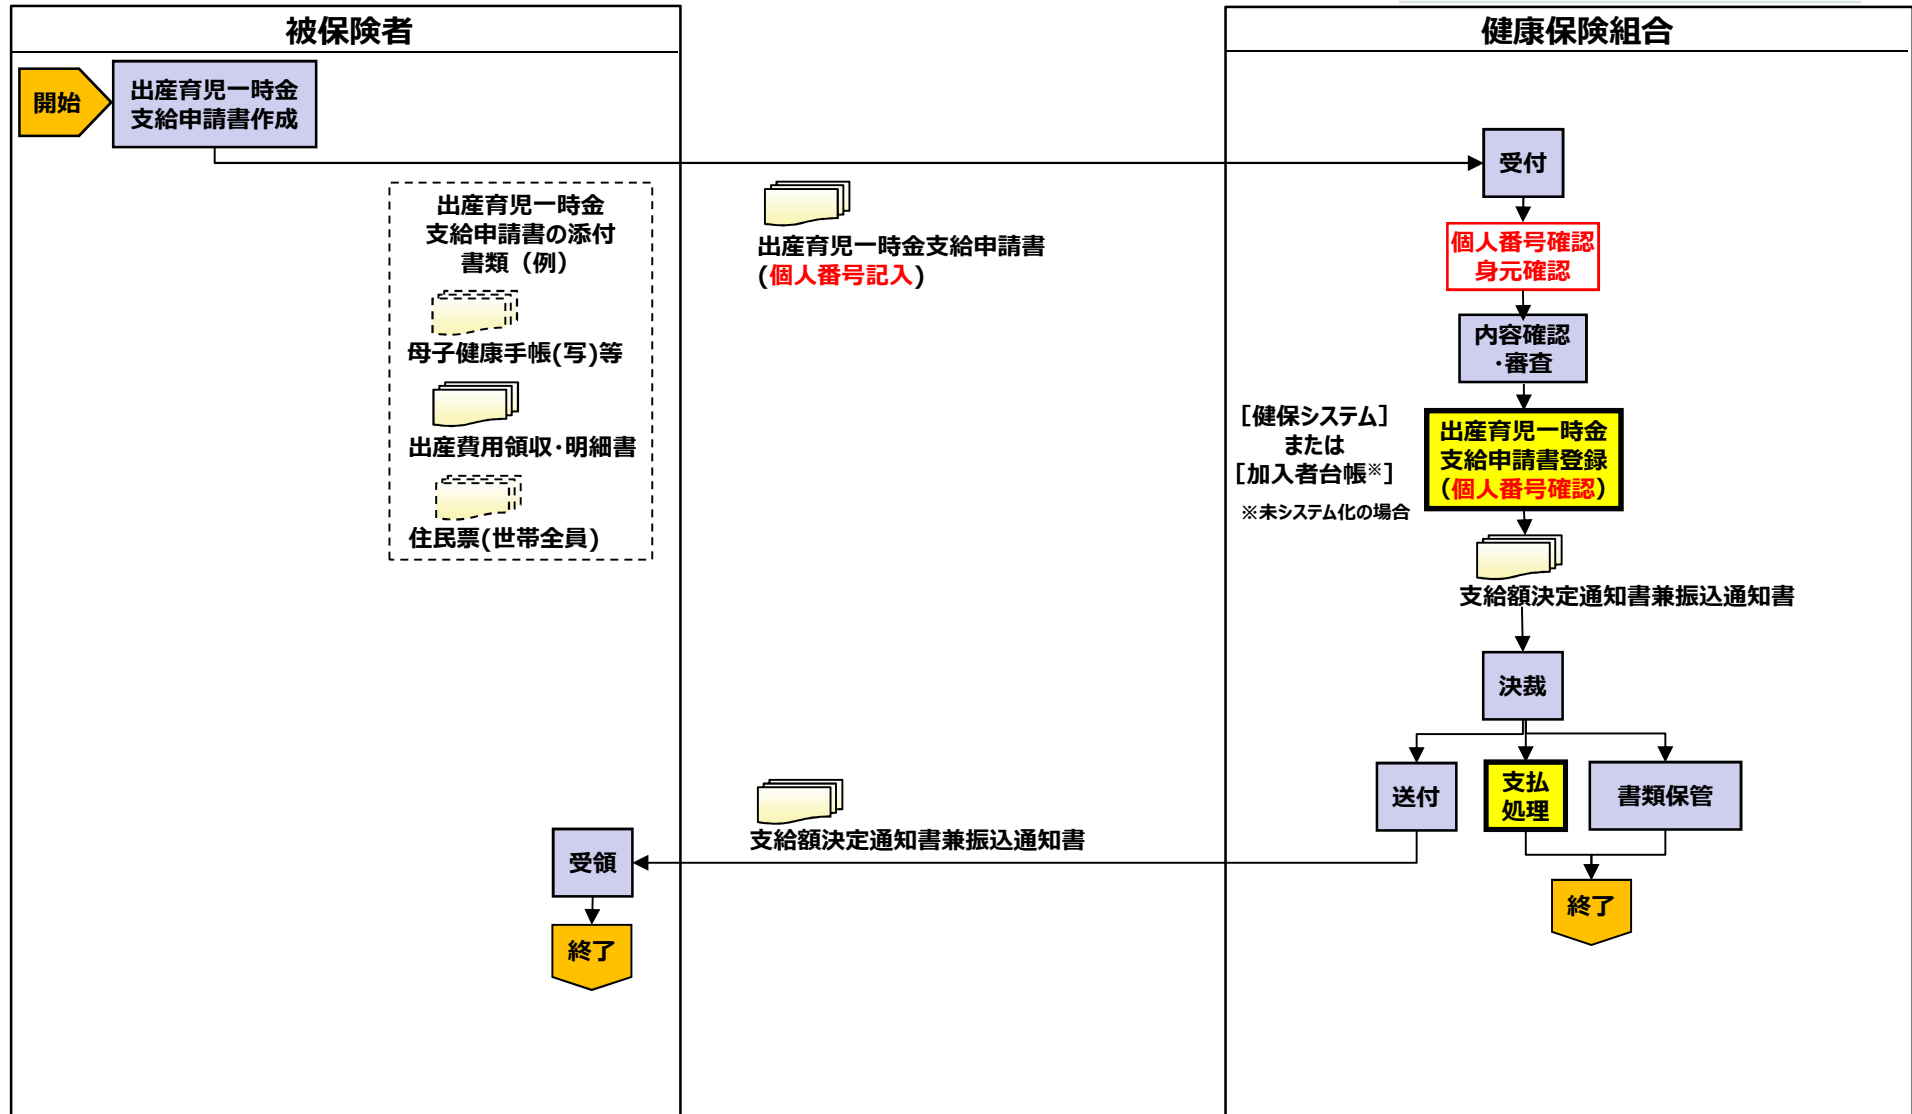 被保険者
健康保険組合
開始
出産育児一時金
支給申請書作成
受付
出産育児一時金
支給申請書の添付
書類（例）
母子健康手帳(写)等
出産費用領収・明細書
住民票(世帯全員)
出産育児一時金支給申請書
(個人番号記入)
個人番号確認
身元確認
内容確認
・審査
［健保システム］
または
［加入者台帳※］
※未システム化の場合
出産育児一時金
支給申請書登録
(個人番号確認)
支給額決定通知書兼振込通知書
決裁
送付
支払
処理
書類保管
支給額決定通知書兼振込通知書
受領
終了
終了